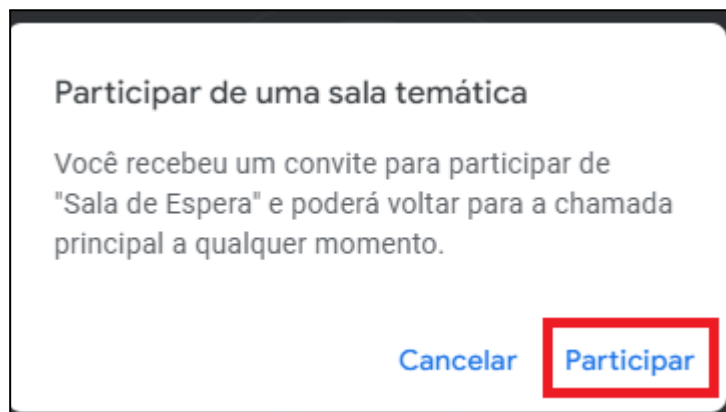 Participar de uma sala temática
Você recebeu um convite para participar de
"Sala de Espera" e poderá voltar para a chamada
principal a qualquer momento.
Cancelar Participar